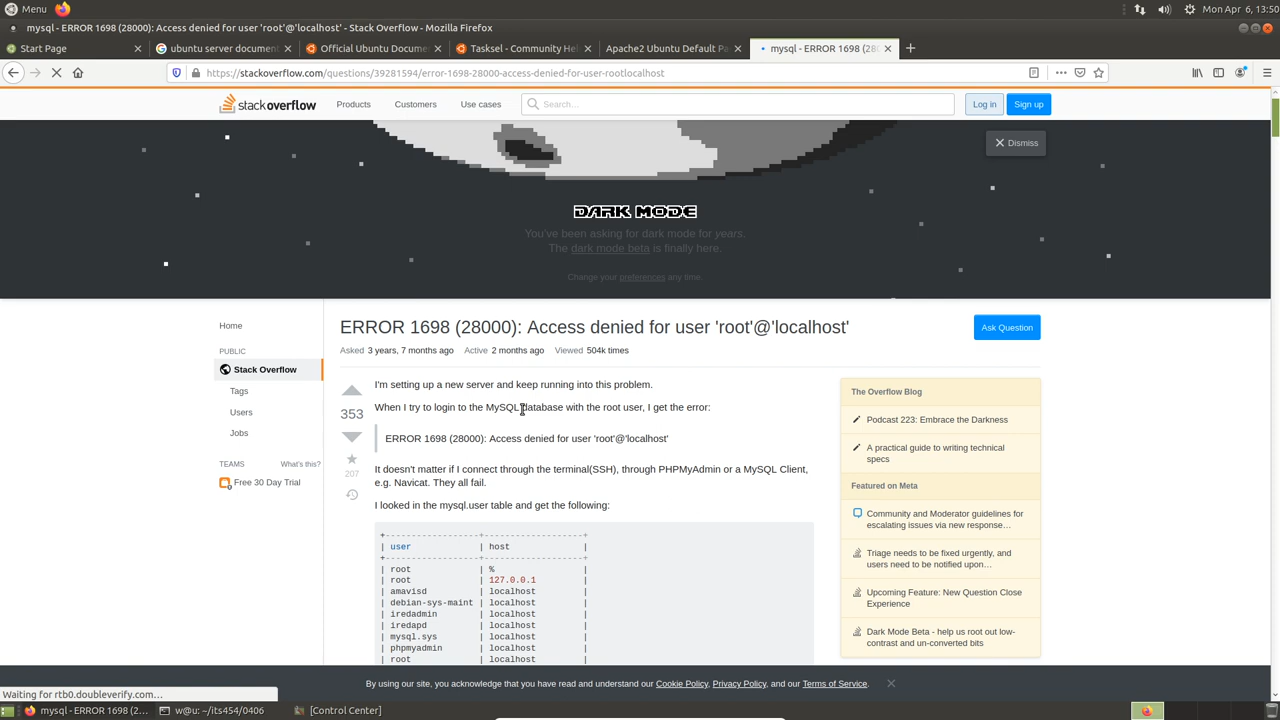 Menu
Mon Apr 6, 13:50
mysql - ERROR 1698 (28000): Access denied for user 'root'@'localhost' - Mozilla Firefox
Start Page
ubuntu server document
Official Ubuntu Docume
Tasksel - Community He
Apache2 Ubuntu Default Pa
mysql - ERROR 1698 (28
https://stackoverflow.com/questions/39281594/error-1698-28000-access-denied-for-user-rootlocalhost
stack overflow
Products
Customers
Use cases
Search…
Log in
Sign up
Dismiss
DARK MODE
You've been asking for dark mode for years.
The dark mode beta is finally here.
Change your preferences any time.
Home
PUBLIC
Stack Overflow
Tags
Users
Jobs
TEAMS
What's this?
Free 30 Day Trial
ERROR 1698 (28000): Access denied for user 'root'@'localhost'
Ask Question
Asked 3 years, 7 months ago
Active 2 months ago
Viewed 504k times
353
207
I'm setting up a new server and keep running into this problem.
When I try to login to the MySQL database with the root user, I get the error:
ERROR 1698 (28000): Access denied for user 'root'@'localhost'
It doesn't matter if I connect through the terminal(SSH), through PHPMyAdmin or a MySQL Client,
e.g. Navicat. They all fail.
I looked in the mysql.user table and get the following:
+------------------+------------------+
| user | host |
+------------------+------------------+
| root | % |
| root | 127.0.0.1 |
| amavisd | localhost |
| debian-sys-maint | localhost |
| iredadmin | localhost |
| iredapd | localhost |
| mysql.sys | localhost |
| phpmyadmin | localhost |
| root | localhost |
The Overflow Blog
Podcast 223: Embrace the Darkness
A practical guide to writing technical
specs
Featured on Meta
Community and Moderator guidelines for
escalating issues via new response…
Triage needs to be fixed urgently, and
users need to be notified upon…
Upcoming Feature: New Question Close
Experience
Dark Mode Beta - help us root out low-
contrast and un-converted bits
By using our site, you acknowledge that you have read and understand our Cookie Policy, Privacy Policy, and our Terms of Service.
Waiting for rtb0.doubleverify.com…
mysql - ERROR 1698 (2...
w@u: ~/its454/0406
[Control Center]